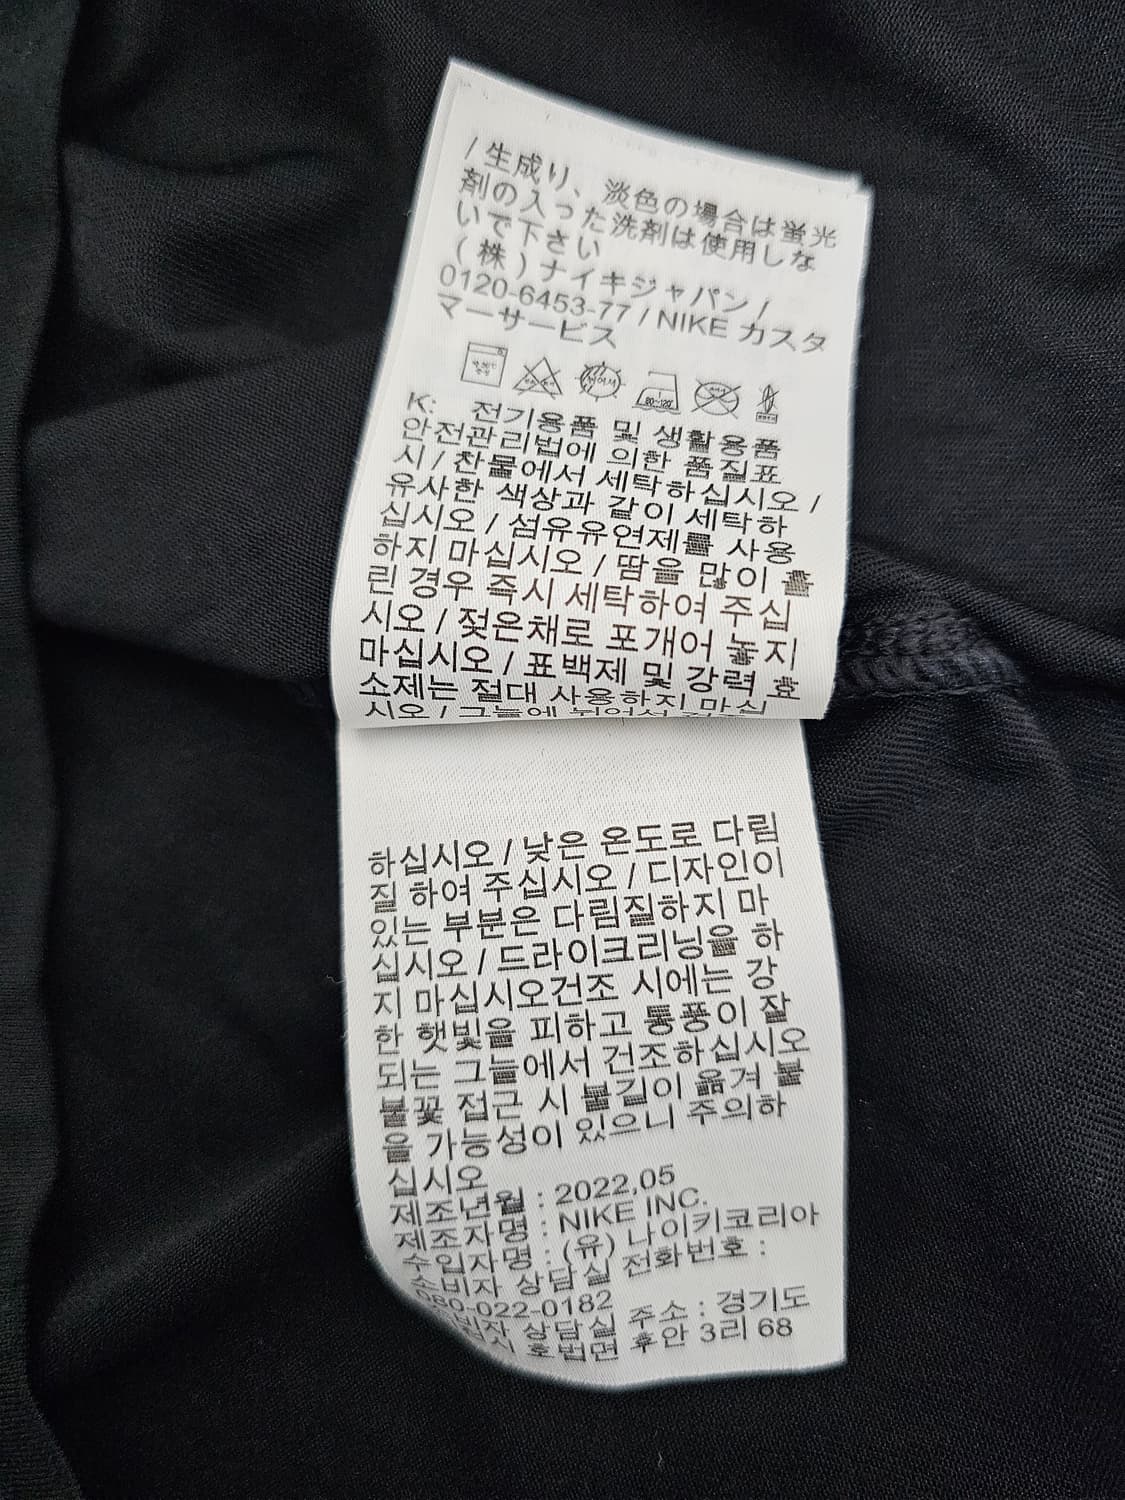 / 生成り、淡色の場合は蛍光
剤の入った洗剤は使用しな
いで下さい
(株)ナイキジャパン /
0120-6453-77 / NIKE カスタ
マーサービス
80~120˚
K: 전기용품 및 생활용품
안전관리법에 의한 품질표
시 / 찬물에서 세탁하십시오 /
유사한 색상과 같이 세탁하
십시오 / 섬유유연제를 사용
하지 마십시오 / 땀을 많이 흘
린 경우 즉시 세탁하여 주십
시오 / 젖은채로 포개어 놓지
마십시오 / 표백제 및 강력 효
소제는 절대 사용하지 마십
시오 / 그늘에 뉘어서
하십시오 / 낮은 온도로 다림
질 하여 주십시오 / 디자인이
있는 부분은 다림질하지 마
십시오 / 드라이크리닝을 하
지 마십시오건조 시에는 강
한 햇빛을 피하고 통풍이 잘
되는 그늘에서 건조하십시오
불꽃 접근 시 불길이 옮겨 붙
을 가능성이 있으니 주의하
십시오
제조년월 : 2022.05
제조자명 : NIKE INC.
수입자명 : (유) 나이키코리아
소비자 상담실 전화번호 :
080-022-0182
상담실 주소 : 경기도
호법면 후안 3리 68